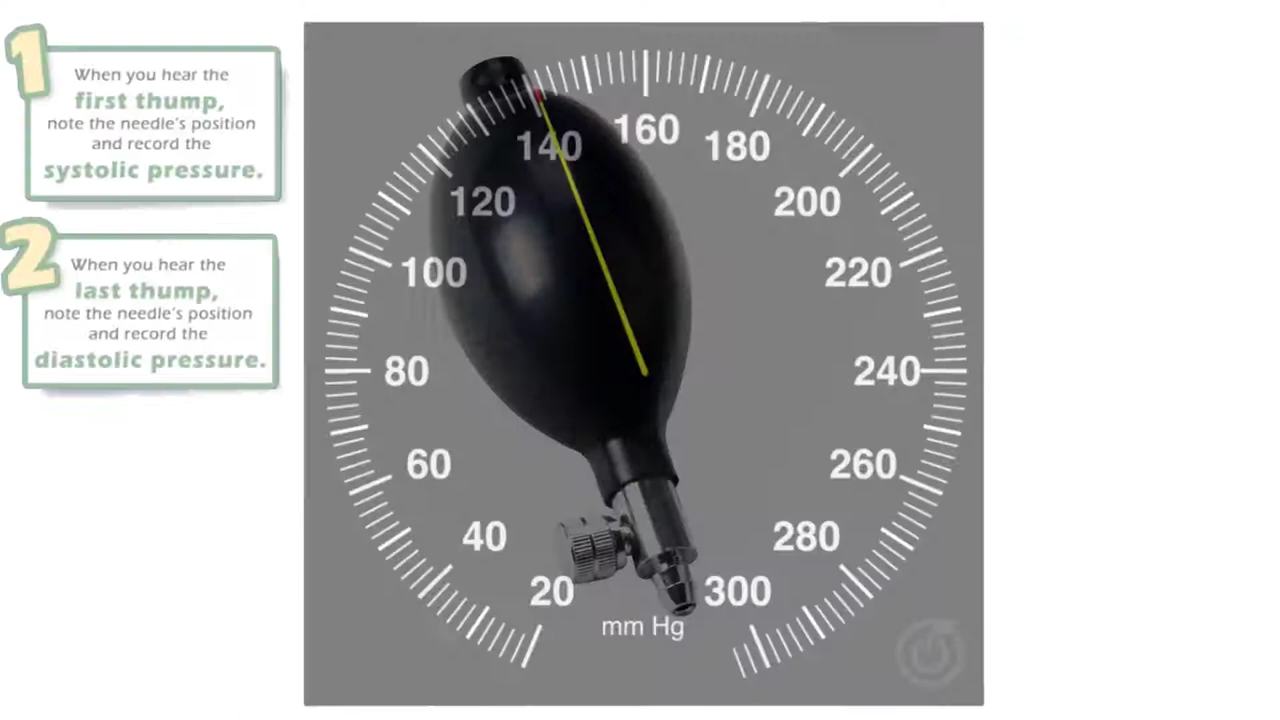 1
When you hear the
first thump,
note the needle's position
and record the
systolic pressure.
2
When you hear the
last thump,
note the needle's position
and record the
diastolic pressure.
160
140
180
120
200
100
220
80
240
60
260
40
280
20
300
mm Hg